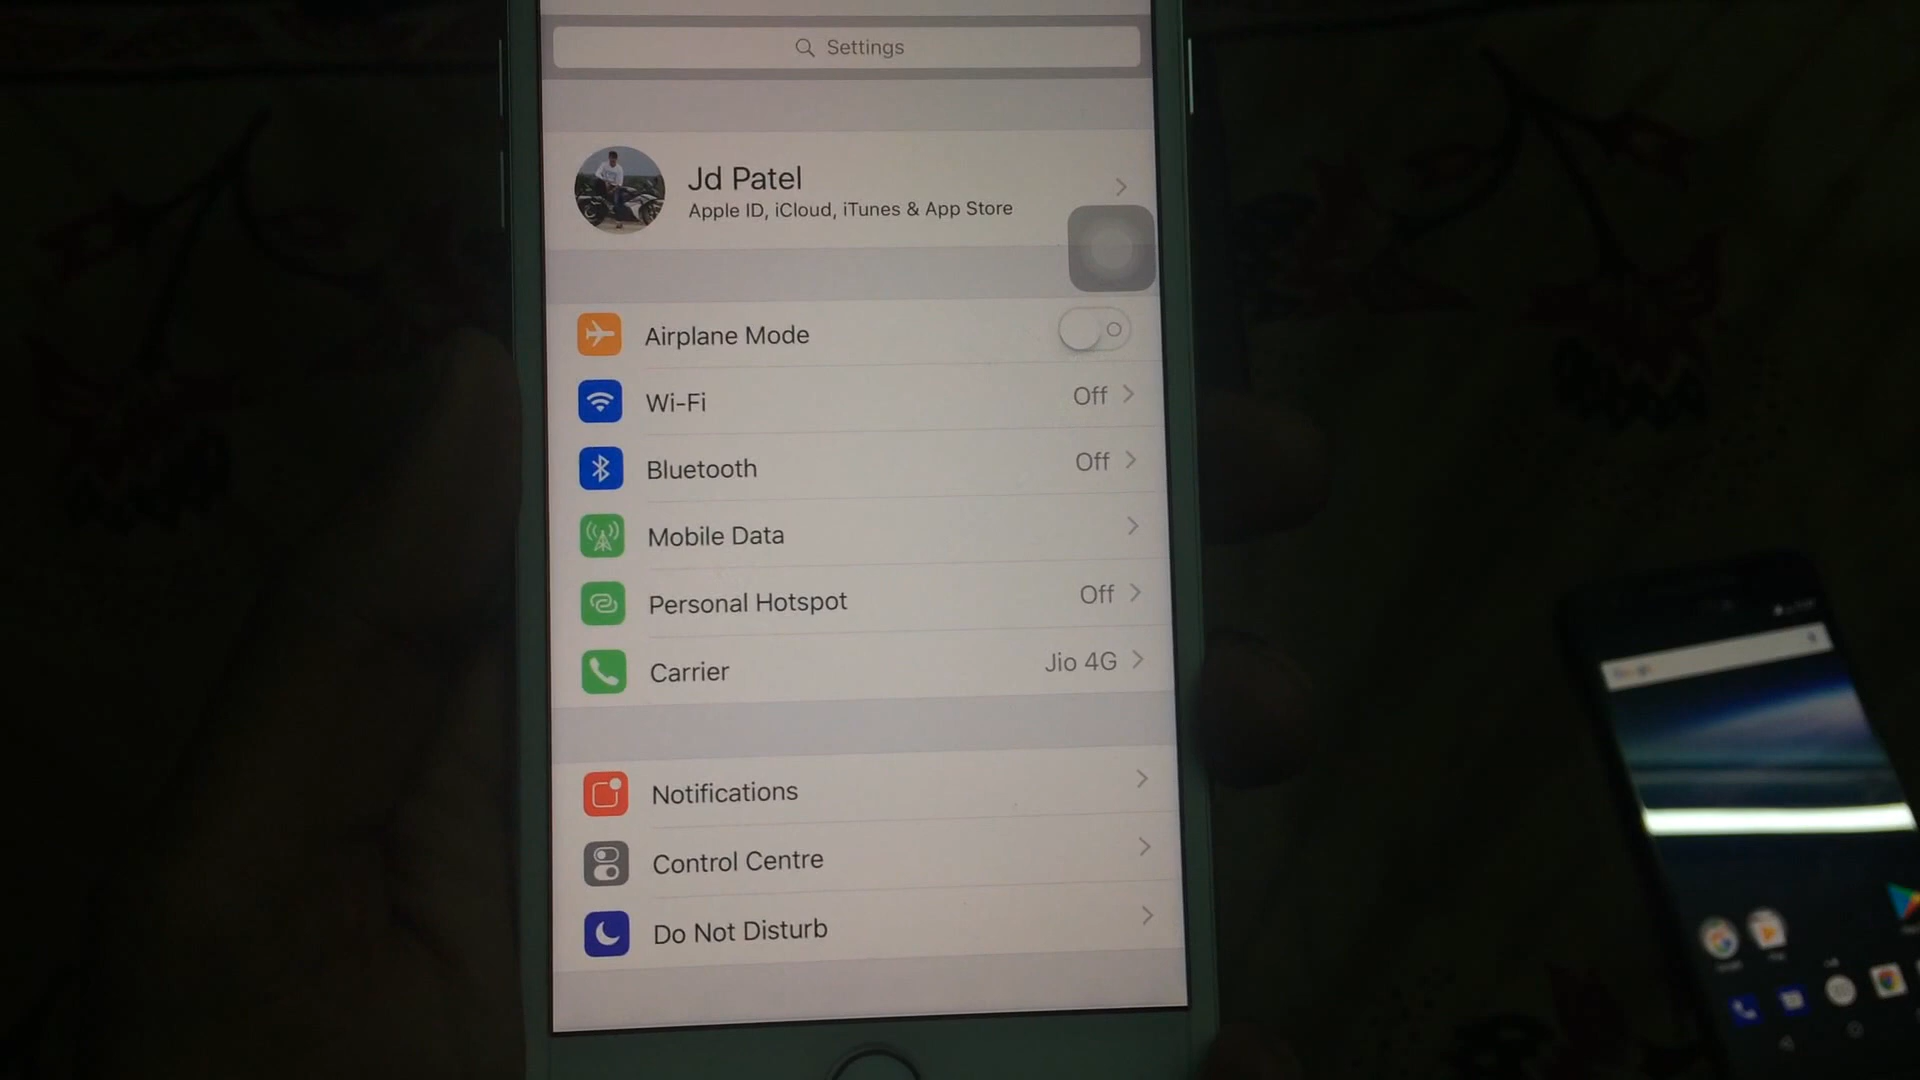 Settings
Jd Patel
Apple ID, iCloud, iTunes & App Store
Airplane Mode
Wi-Fi Off
Bluetooth Off
Mobile Data
Personal Hotspot Off
Carrier Jio 4G
Notifications
Control Centre
Do Not Disturb
Google